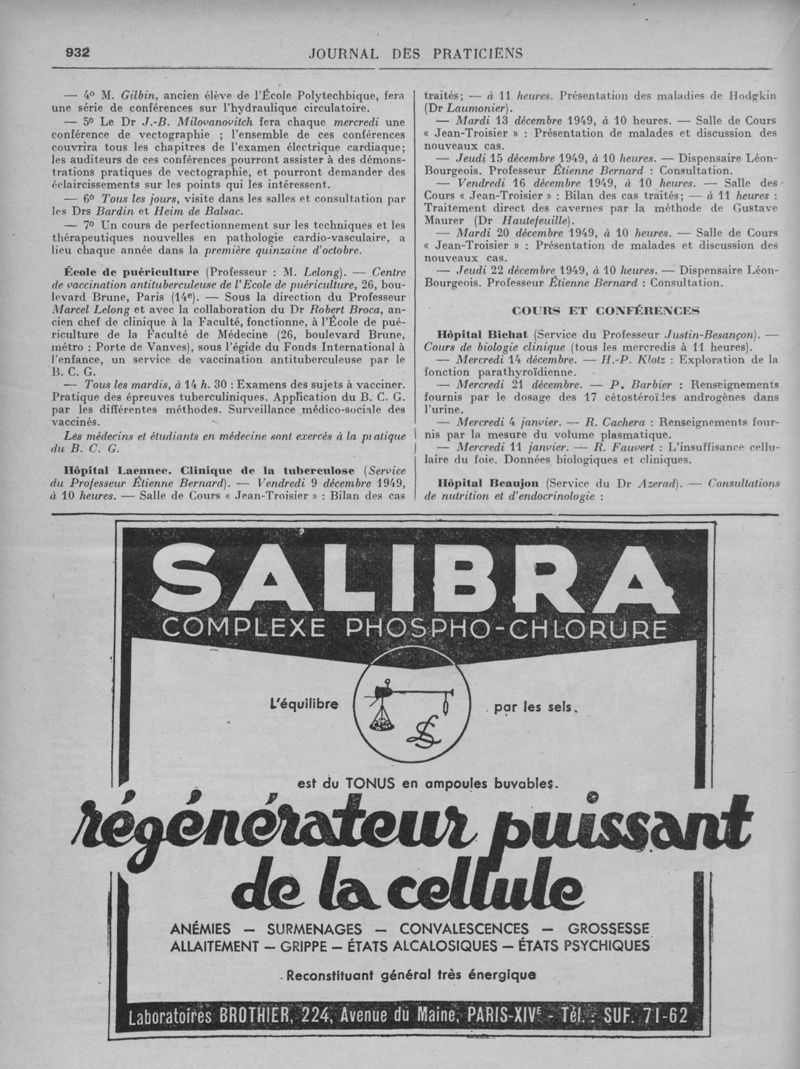 932
JOURNAL DES PRATICIENS
— 4° M. Gilbin, ancien élève de l'École Polytechbique, fera
une série de conférences sur l'hydraulique circulatoire.
— 5° Le Dr J.-B. Milovanovitch fera chaque mercredi une
conférence de vectographie ; l'ensemble de ces conférences
couvrira tous les chapitres de l'examen électrique cardiaque;
les auditeurs de ces conférences pourront assister à des démons-
trations pratiques de vectographie, et pourront demander des
éclaircissements sur les points qui les intéressent.
— 6° Tous les jours, visite dans les salles et consultation par
les Drs Bardin et Heim de Balsac.
— 7° Un cours de perfectionnement sur les techniques et les
thérapeutiques nouvelles en pathologie cardio-vasculaire, a
lieu chaque année dans la première quinzaine d'octobre.
École de puériculture (Professeur : M. Lelong). — Centre
de vaccination antituberculeuse de l'Ecole de puériculture, 26, bou-
levard Brune, Paris (14e). — Sous la direction du Professeur
Marcel Lelong et avec la collaboration du Dr Robert Broca, an-
cien chef de clinique à la Faculté, fonctionne, à l'École de pué-
riculture de la Faculté de Médecine (26, boulevard Brune,
métro : Porte de Vanves), sous l'égide du Fonds International à
l'enfance, un service de vaccination antituberculeuse par le
B. C. G.
— Tous les mardis, à 14 h. 30 : Examens des sujets à vacciner.
Pratique des épreuves tuberculiniques. Application du B. C. G.
par les différentes méthodes. Surveillance médico-sociale des
vaccinés.
Les médecins et étudiants en médecine sont exercés à la pratique
du B. C. G.
Hôpital Laennec. Clinique de la tuberculose (Service
du Professeur Étienne Bernard). — Vendredi 9 décembre 1949,
à 10 heures. — Salle de Cours « Jean-Troisier » : Bilan des cas
traités; — à 11 heures. Présentation des maladies de Hodgkin
(Dr Laumonier).
— Mardi 13 décembre 1949, à 10 heures. — Salle de Cours
« Jean-Troisier » : Présentation de malades et discussion des
nouveaux cas.
— Jeudi 15 décembre 1949, à 10 heures. — Dispensaire Léon-
Bourgeois. Professeur Étienne Bernard : Consultation.
— Vendredi 16 décembre 1949, à 10 heures. — Salle des
Cours « Jean-Troisier » : Bilan des cas traités; — à 11 heures :
Traitement direct des cavernes par la méthode de Gustave
Maurer (Dr Hautefeuille).
— Mardi 20 décembre 1949, à 10 heures. — Salle de Cours
« Jean-Troisier » : Présentation de malades et discussion des
nouveaux cas.
— Jeudi 22 décembre 1949, à 10 heures. — Dispensaire Léon-
Bourgeois. Professeur Étienne Bernard : Consultation.
COURS ET CONFÉRENCES
Hôpital Bichat (Service du Professeur Justin-Besançon). —
Cours de biologie clinique (tous les mercredis à 11 heures).
— Mercredi 14 décembre. — H.-P. Klotz : Exploration de la
fonction parathyroïdienne.
— Mercredi 21 décembre. — P. Barbier : Renseignements
fournis par le dosage des 17 cétostéroïdes androgènes dans
l'urine.
— Mercredi 4 janvier. — R. Cachera : Renseignements four-
nis par la mesure du volume plasmatique.
— Mercredi 11 janvier. — R. Fauvert : L'insuffisance cellu-
laire du foie. Données biologiques et cliniques.
Hôpital Beaujon (Service du Dr Azerad). — Consultations
de nutrition et d'endocrinologie :
SALIBRA
COMPLEXE PHOSPHO-CHLORURE
L'équilibre par les sels.
est du TONUS en ampoules buvables.
régénérateur puissant
de la cellule
ANÉMIES — SURMENAGES — CONVALESCENCES — GROSSESSE
ALLAITEMENT — GRIPPE — ÉTATS ALCALOSIQUES — ÉTATS PSYCHIQUES
Reconstituant général très énergique
Laboratoires BROTHIER, 224, Avenue du Maine, PARIS-XIVE - Tél. : SUF. 71-62